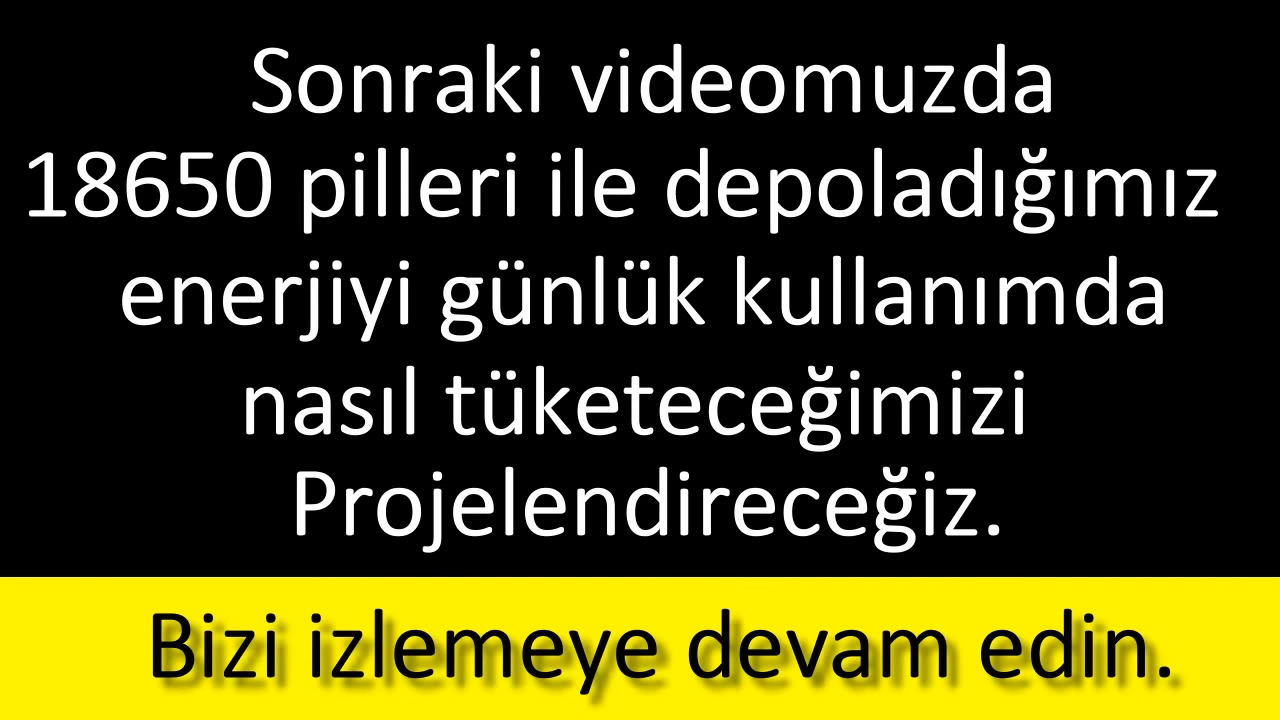 Sonraki videomuzda
18650 pilleri ile depoladığımız
enerjiyi günlük kullanımda
nasıl tüketeceğimizi
Projelendireceğiz.
Bizi izlemeye devam edin.